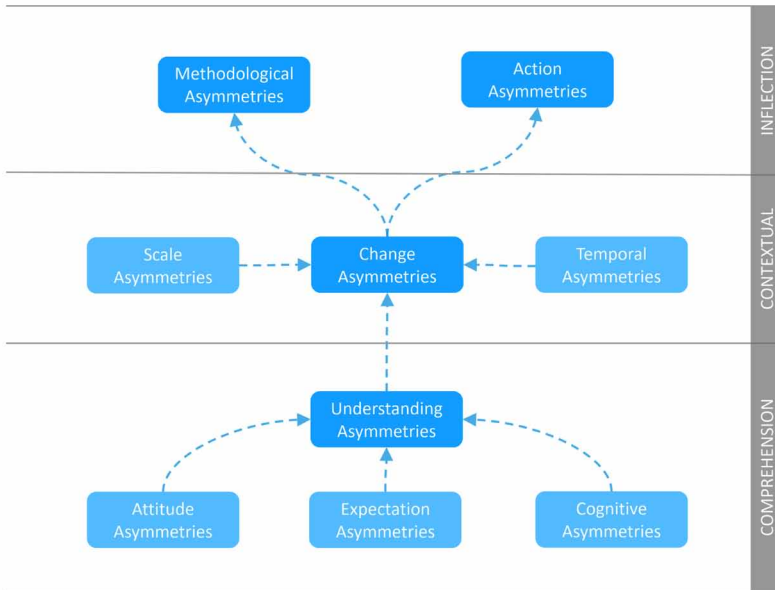 Methodological
Asymmetries
Action
Asymmetries
INFLECTION
Scale
Asymmetries
Change
Asymmetries
Temporal
Asymmetries
CONTEXTUAL
Understanding
Asymmetries
Attitude
Asymmetries
Expectation
Asymmetries
Cognitive
Asymmetries
COMPREHENSION